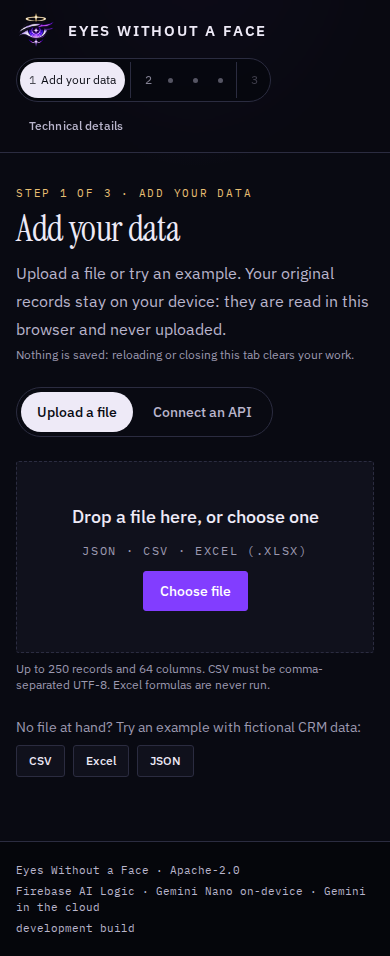 EYES WITHOUT A FACE
1 Add your data
2
3
Technical details
STEP 1 OF 3 · ADD YOUR DATA
Add your data
Upload a file or try an example. Your original
records stay on your device: they are read in this
browser and never uploaded.
Nothing is saved: reloading or closing this tab clears your work.
Upload a file
Connect an API
Drop a file here, or choose one
JSON · CSV · EXCEL (.XLSX)
Choose file
Up to 250 records and 64 columns. CSV must be comma-
separated UTF-8. Excel formulas are never run.
No file at hand? Try an example with fictional CRM data:
CSV
Excel
JSON
Eyes Without a Face · Apache-2.0
Firebase AI Logic · Gemini Nano on-device · Gemini
in the cloud
development build